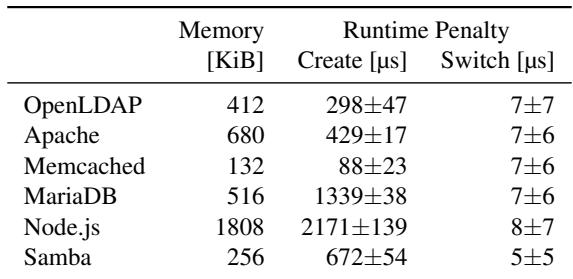 Memory Runtime Penalty
[KiB] Create [µs] Switch [µs]
OpenLDAP 412 298±47 7±7
Apache 680 429±17 7±6
Memcached 132 88±23 7±6
MariaDB 516 1339±38 7±6
Node.js 1808 2171±139 8±7
Samba 256 672±54 5±5